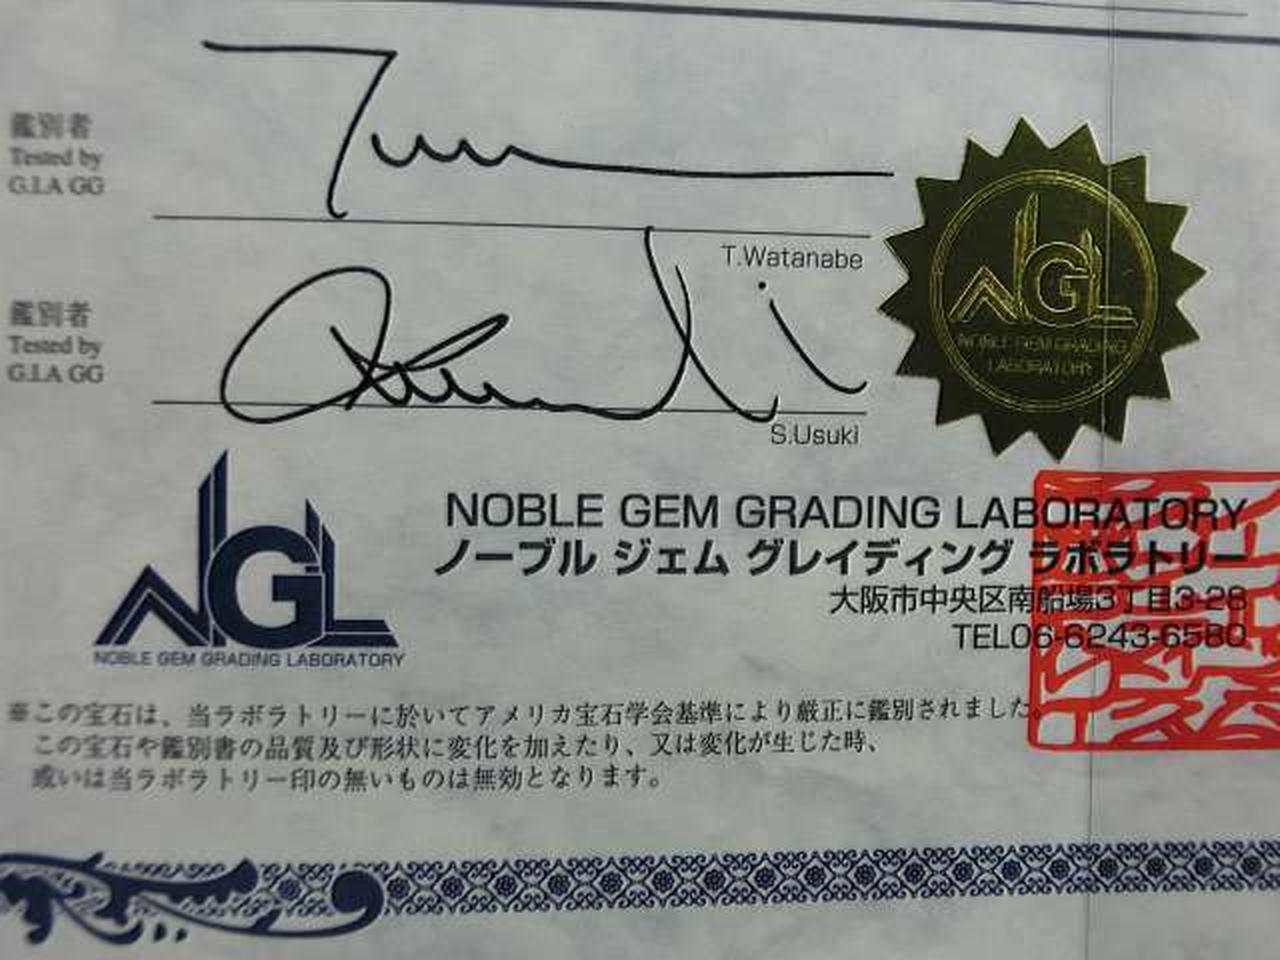 鑑別者
Tested by
G.I.A GG
T.Watanabe
鑑別者
Tested by
G.I.A GG
S.Usuki
NGL
NOBLE GEM GRADING
LABORATORY
NGL
NOBLE GEM GRADING LABORATORY
NOBLE GEM GRADING LABORATORY
ノーブル ジェム グレイディング ラボラトリー
大阪市中央区南船場3丁目3-28
TEL06-6243-6580
※この宝石は、当ラボラトリーに於いてアメリカ宝石学会基準により厳正に鑑別されました。
この宝石や鑑別書の品質及び形状に変化を加えたり、又は変化が生じた時、
或いは当ラボラトリー印の無いものは無効となります。